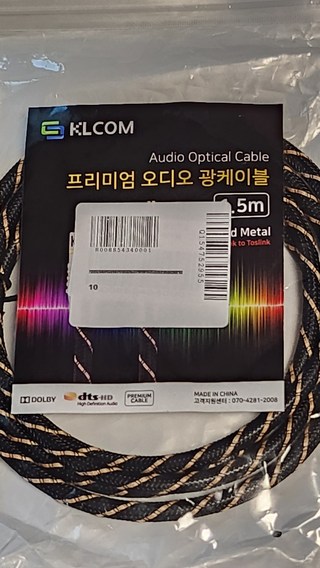 KLCOM
Audio Optical Cable
프리미엄 오디오 광케이블
.5m
d Metal
k to Toslink
R008854340001
Q154752955
10
DOLBY
dts-HD
High Definition Audio
PREMIUM
CABLE
MADE IN CHINA
고객지원센터 : 070-4281-2008